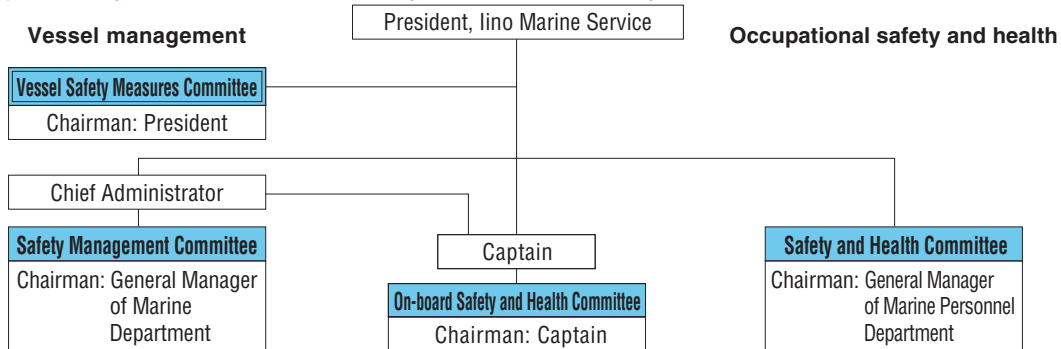 President, Iino Marine Service
Vessel management
Occupational safety and health
Vessel Safety Measures Committee
Chairman: President
Chief Administrator
Safety Management Committee
Chairman: General Manager
of Marine
Department
Captain
On-board Safety and Health Committee
Chairman: Captain
Safety and Health Committee
Chairman: General Manager
of Marine Personnel
Department